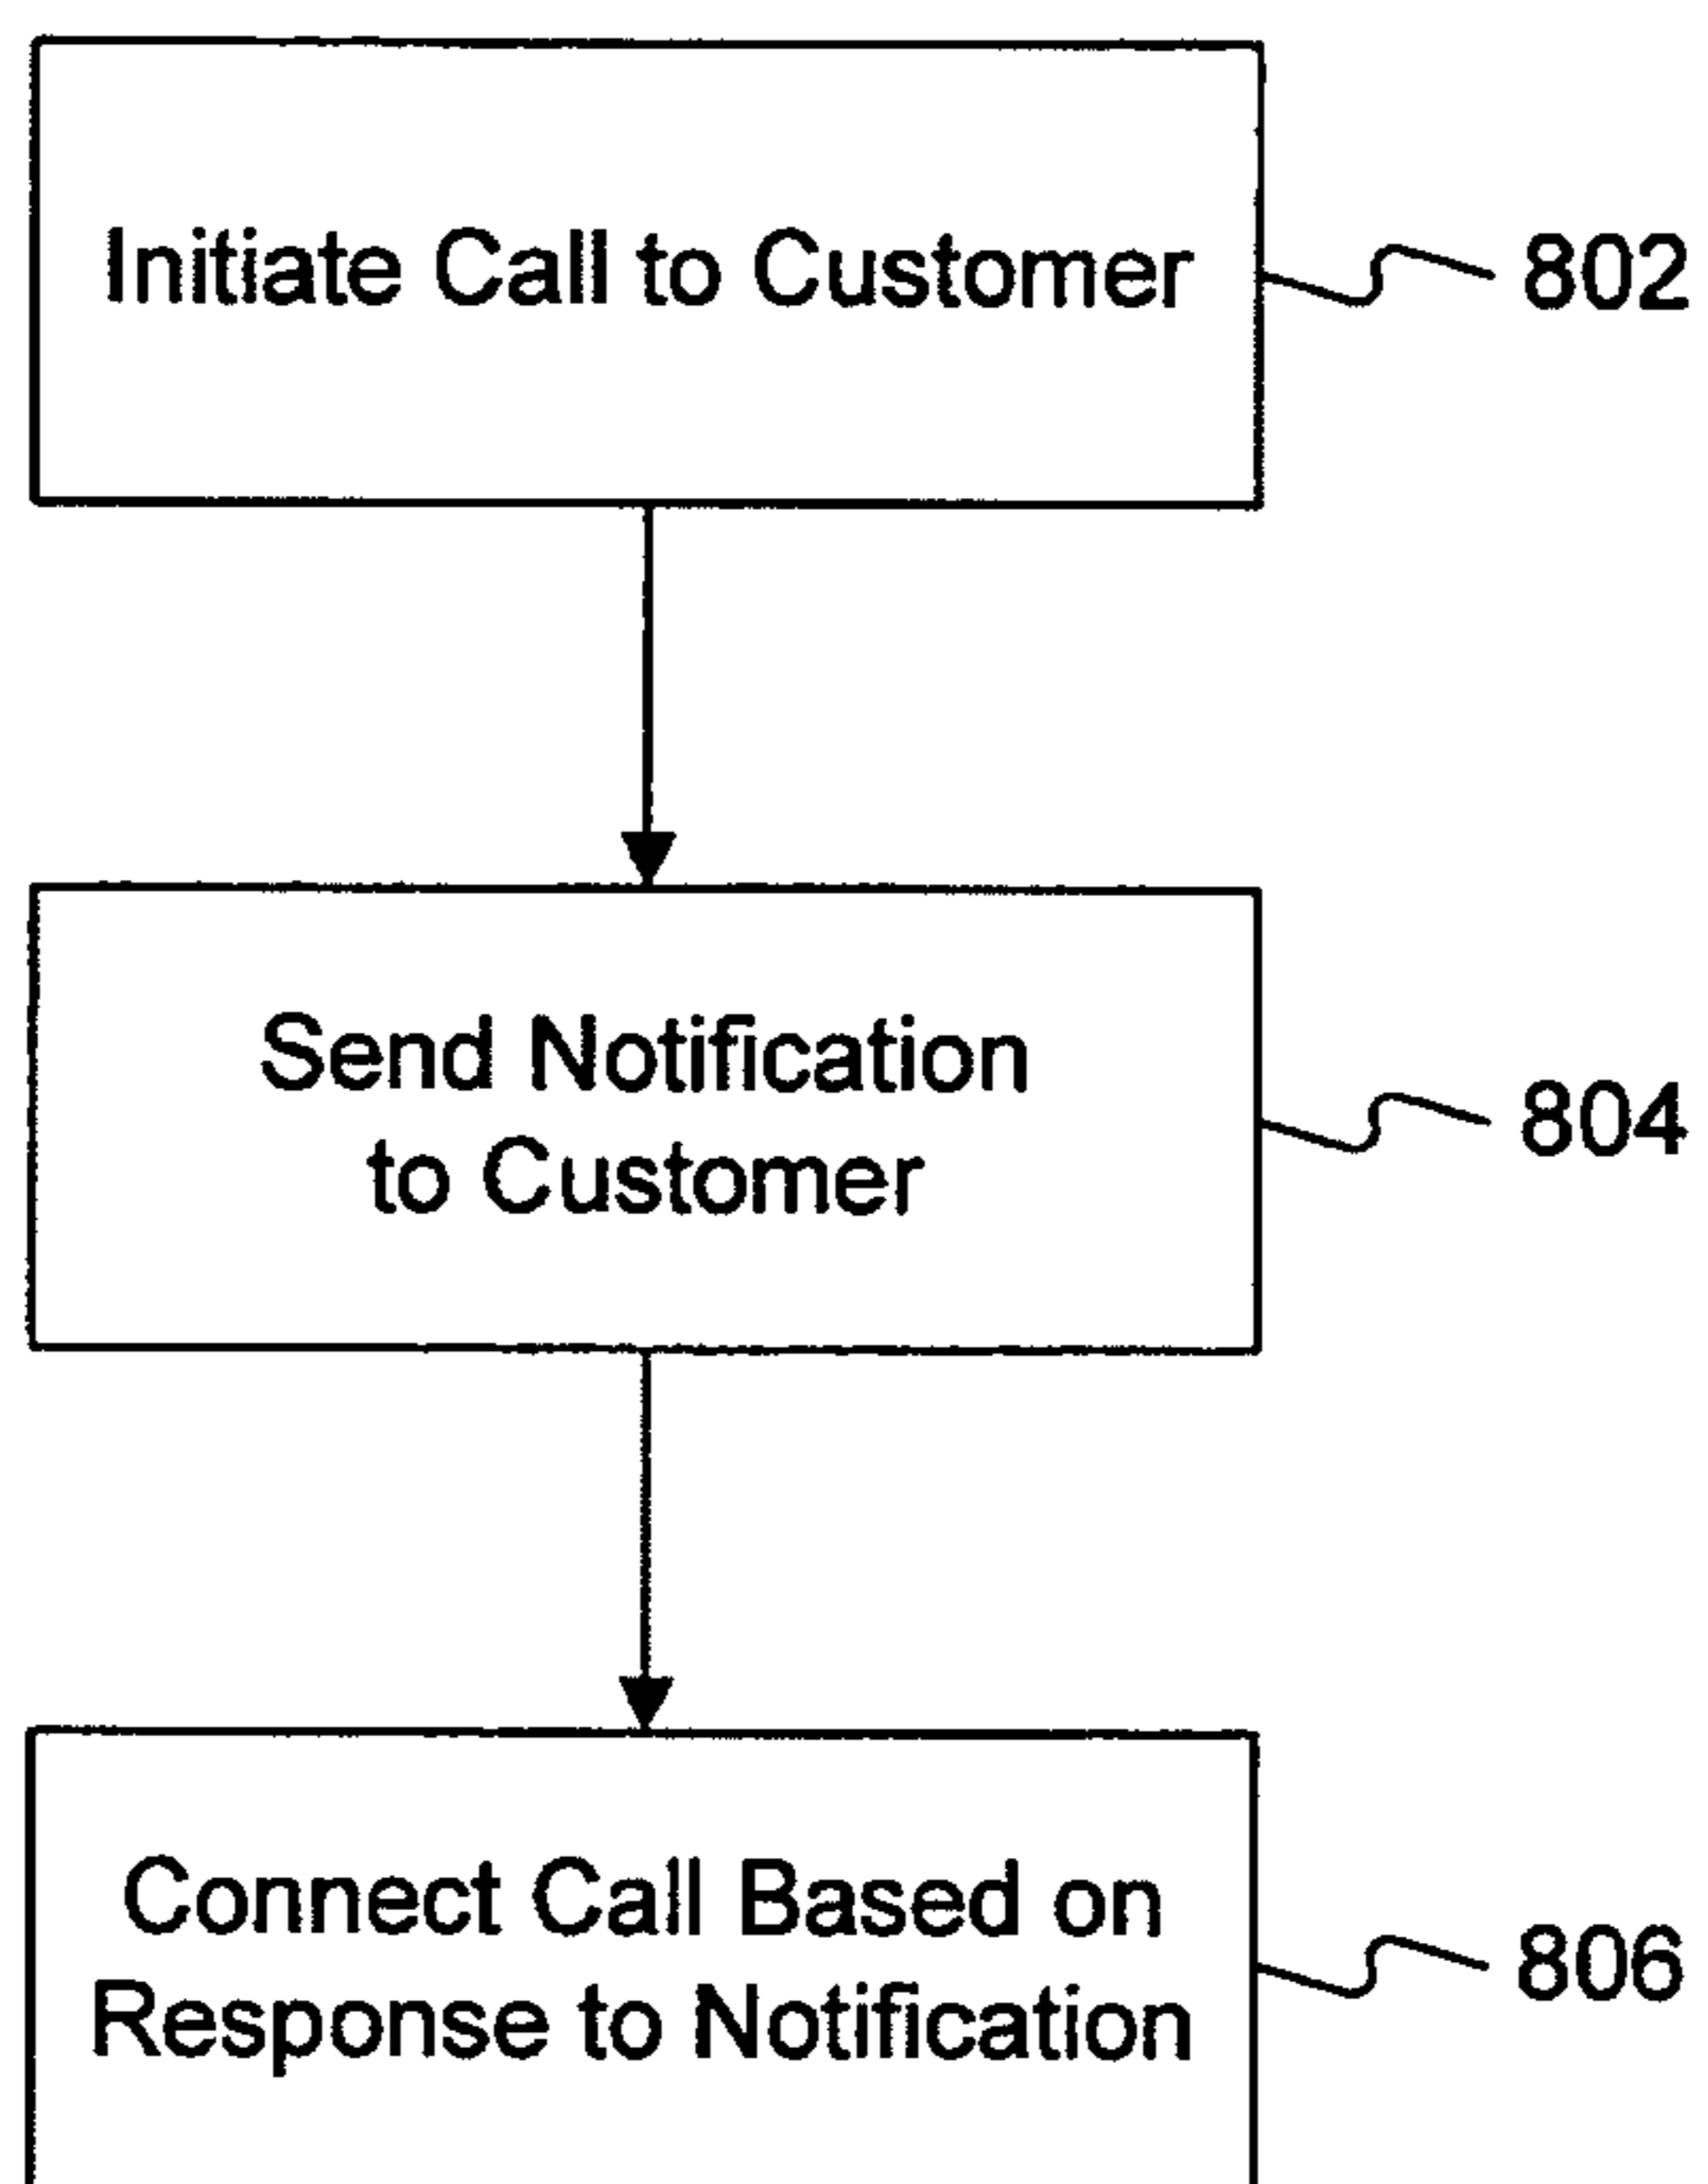 Initiate Call to Customer
802
Send Notification
to Customer
804
Connect Call Based on
Response to Notification
806